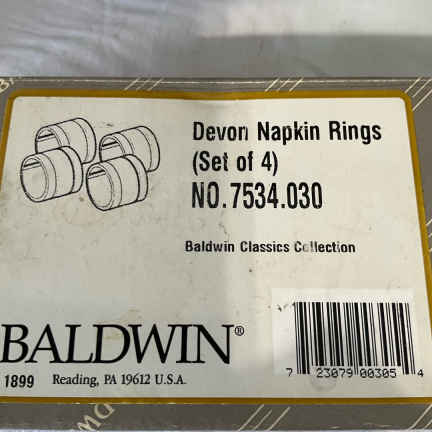 Devon Napkin Rings
(Set of 4)
NO.7534.030
Baldwin Classics Collection
BALDWIN®
1899 Reading, PA 19612 U.S.A.
7 23079 00305 4